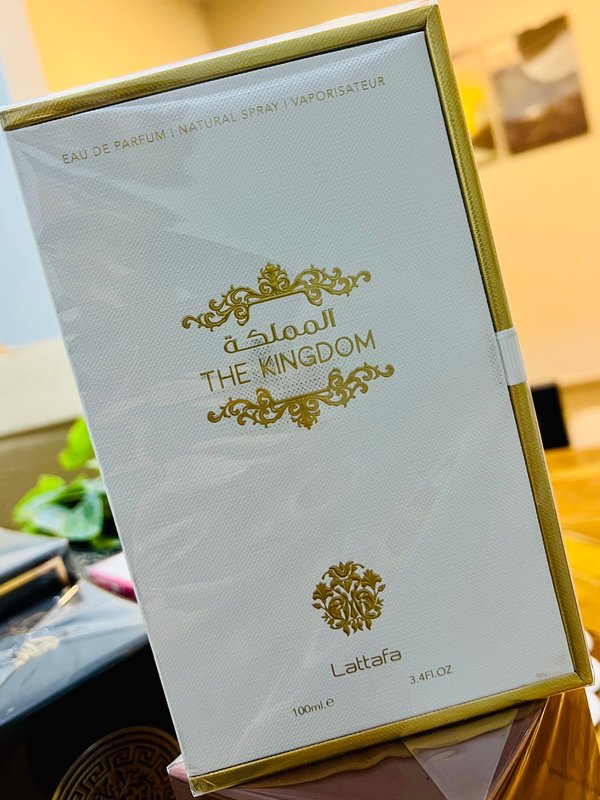 EAU DE PARFUM | NATURAL SPRAY | VAPORISATEUR
المملكة
THE KINGDOM
Lattafa
100ml.e 3.4FL.OZ